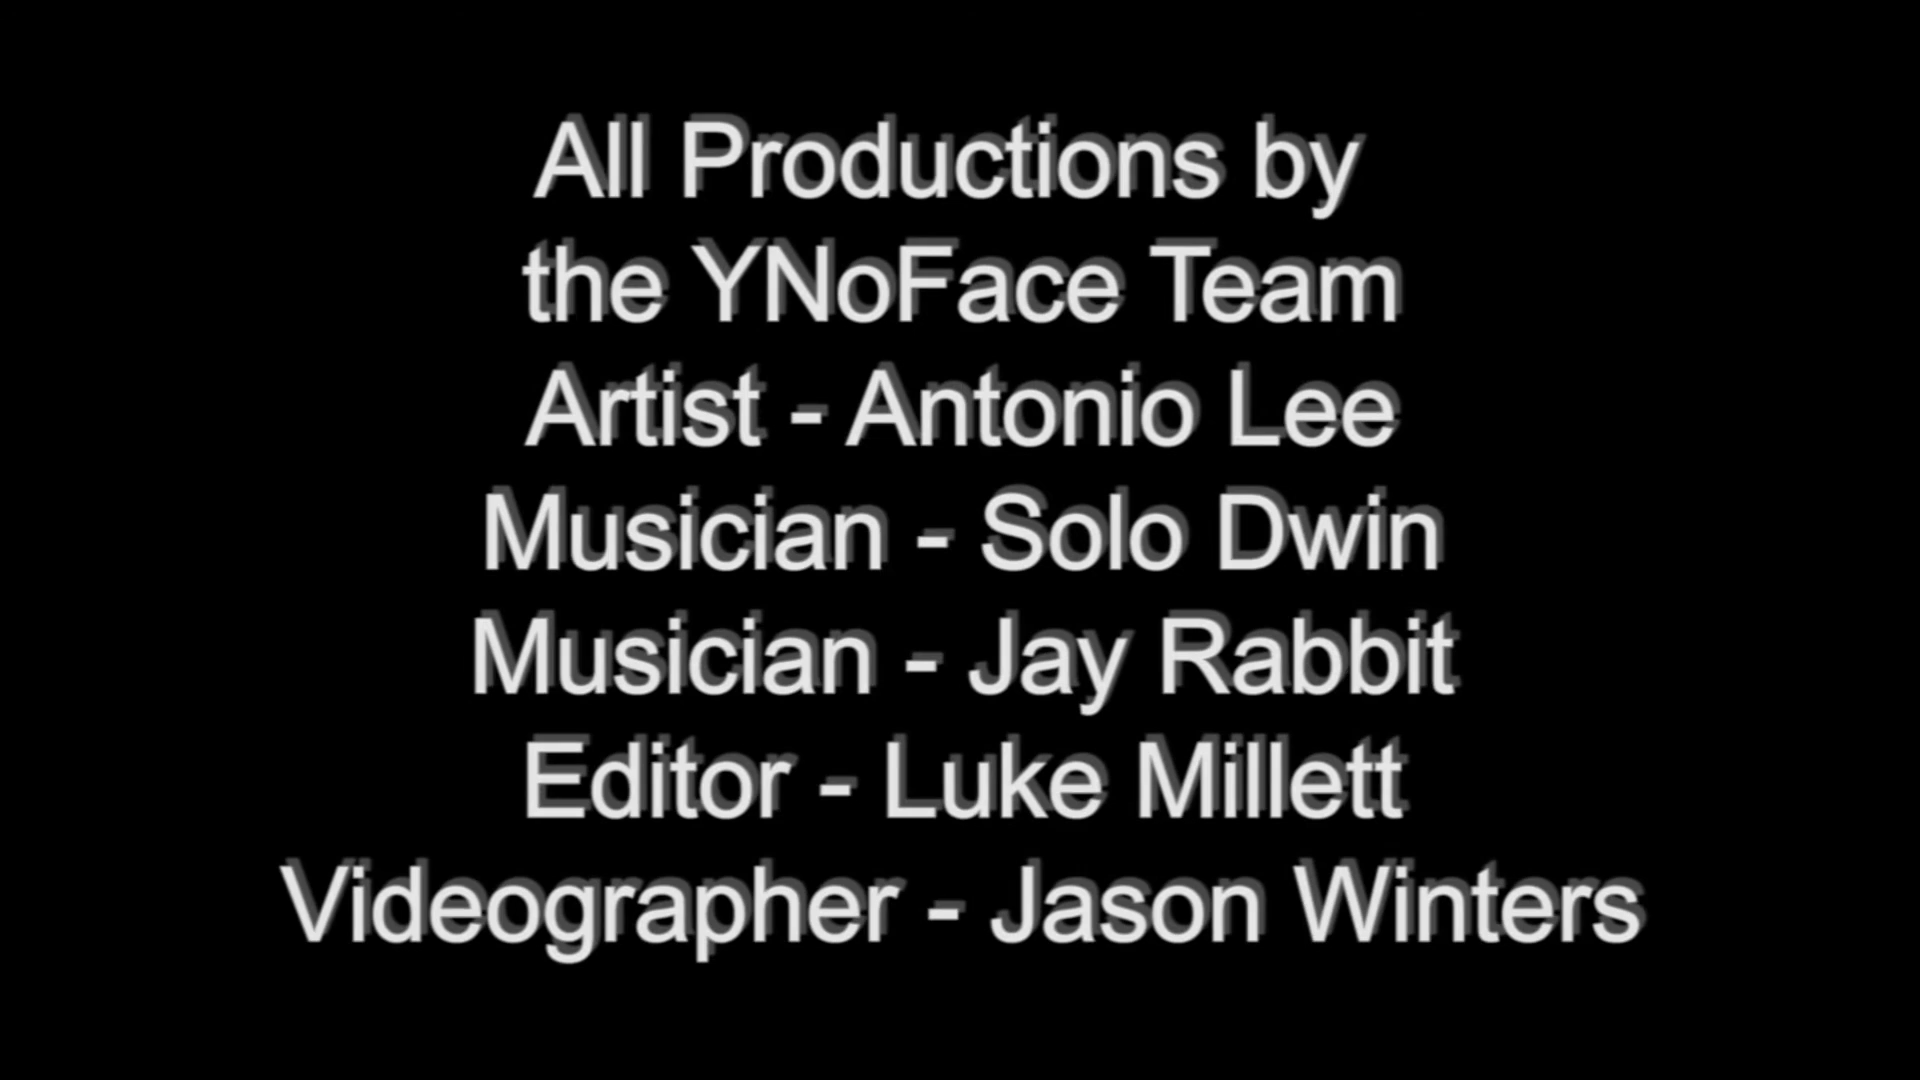 All Productions by
the YNoFace Team
Artist - Antonio Lee
Musician - Solo Dwin
Musician - Jay Rabbit
Editor - Luke Millett
Videographer - Jason Winters